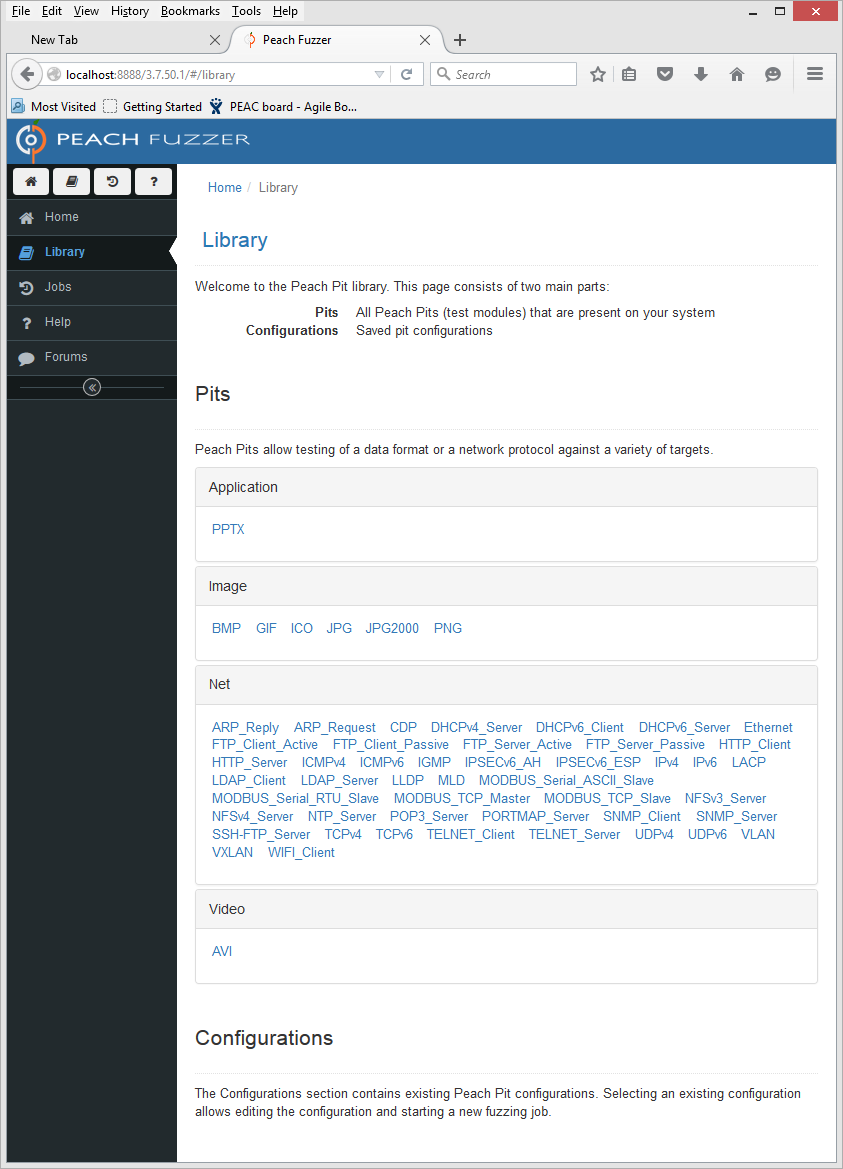 File Edit View History Bookmarks Tools Help
New Tab
Peach Fuzzer
localhost:8888/3.7.50.1/#/library
Search
Most Visited Getting Started PEAC board - Agile Bo...
PEACH FUZZER
Home / Library
Home
Library
Jobs
? Help
Forums
Library
Welcome to the Peach Pit library. This page consists of two main parts:
Pits All Peach Pits (test modules) that are present on your system
Configurations Saved pit configurations
Pits
Peach Pits allow testing of a data format or a network protocol against a variety of targets.
Application
PPTX
Image
BMP GIF ICO JPG JPG2000 PNG
Net
ARP_Reply ARP_Request CDP DHCPv4_Server DHCPv6_Client DHCPv6_Server Ethernet
FTP_Client_Active FTP_Client_Passive FTP_Server_Active FTP_Server_Passive HTTP_Client
HTTP_Server ICMPv4 ICMPv6 IGMP IPSECv6_AH IPSECv6_ESP IPv4 IPv6 LACP
LDAP_Client LDAP_Server LLDP MLD MODBUS_Serial_ASCII_Slave
MODBUS_Serial_RTU_Slave MODBUS_TCP_Master MODBUS_TCP_Slave NFSv3_Server
NFSv4_Server NTP_Server POP3_Server PORTMAP_Server SNMP_Client SNMP_Server
SSH-FTP_Server TCPv4 TCPv6 TELNET_Client TELNET_Server UDPv4 UDPv6 VLAN
VXLAN WIFI_Client
Video
AVI
Configurations
The Configurations section contains existing Peach Pit configurations. Selecting an existing configuration
allows editing the configuration and starting a new fuzzing job.